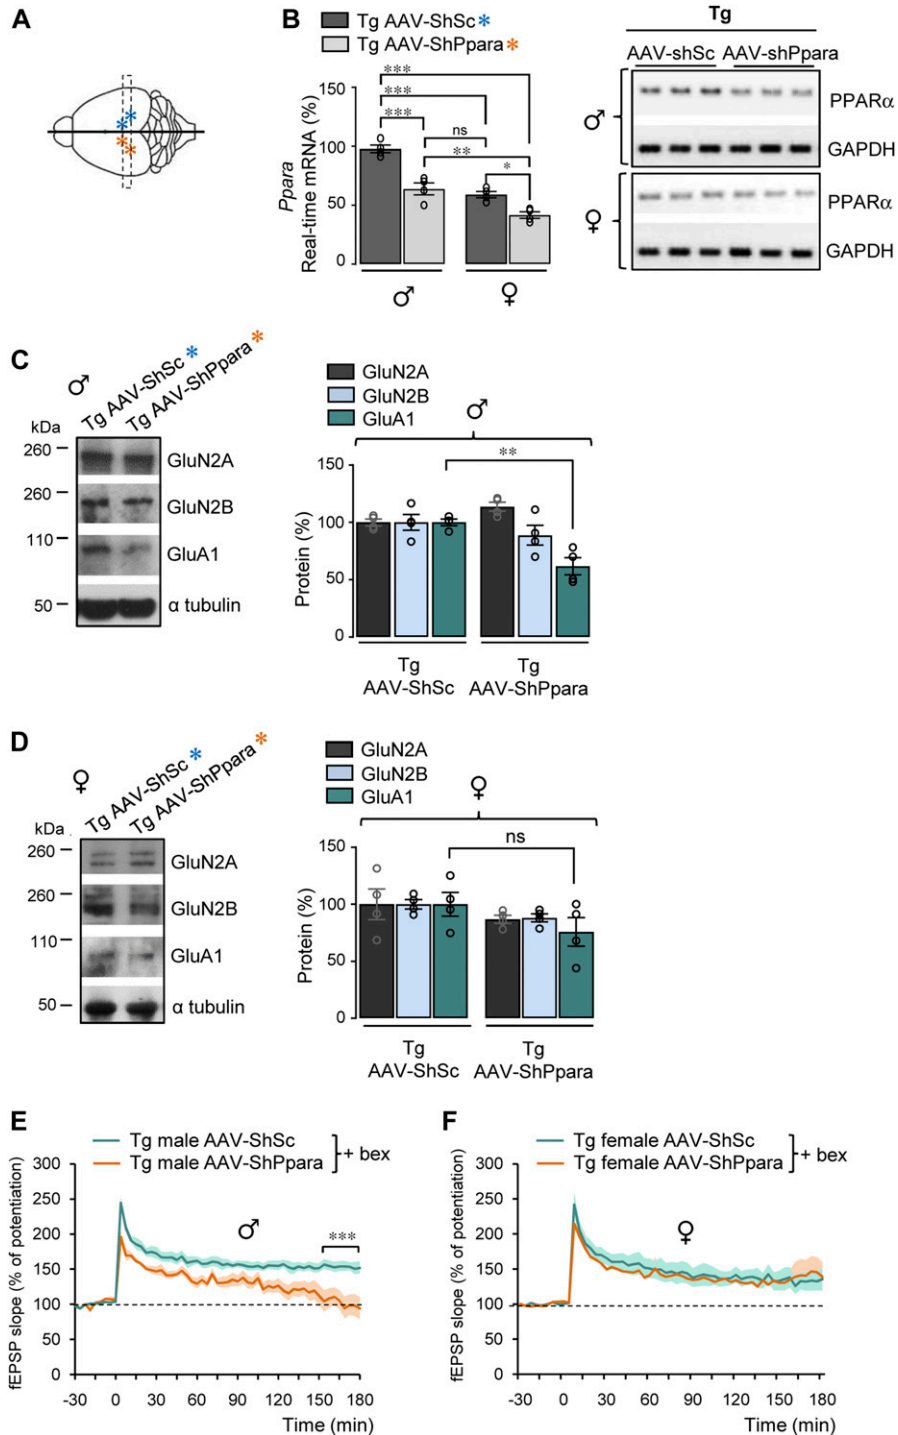 A
B
Tg AAV-ShSc*
Tg AAV-ShPpara*
Ppara
Real-time mRNA (%)
150
100
50
0
***
***
***
ns
**
*
♂
♀
Tg
AAV-shSc AAV-shPpara
♂
PPARα
GAPDH
♀
PPARα
GAPDH
C
♂
Tg AAV-ShSc*
Tg AAV-ShPpara*
kDa
260
GluN2A
260
GluN2B
110
GluA1
50
α tubulin
GluN2A
GluN2B
GluA1
♂
**
Protein (%)
150
100
50
0
Tg
AAV-ShSc
Tg
AAV-ShPpara
D
♀
Tg AAV-ShSc*
Tg AAV-ShPpara*
kDa
260
GluN2A
260
GluN2B
110
GluA1
50
α tubulin
GluN2A
GluN2B
GluA1
♀
ns
Protein (%)
150
100
50
0
Tg
AAV-ShSc
Tg
AAV-ShPpara
E
Tg male AAV-ShSc
Tg male AAV-ShPpara
+ bex
♂
***
fEPSP slope (% of potentiation)
300
250
200
150
100
50
0
-30 0 30 60 90 120 150 180
Time (min)
F
Tg female AAV-ShSc
Tg female AAV-ShPpara
+ bex
♀
fEPSP slope (% of potentiation)
300
250
200
150
100
50
0
-30 0 30 60 90 120 150 180
Time (min)